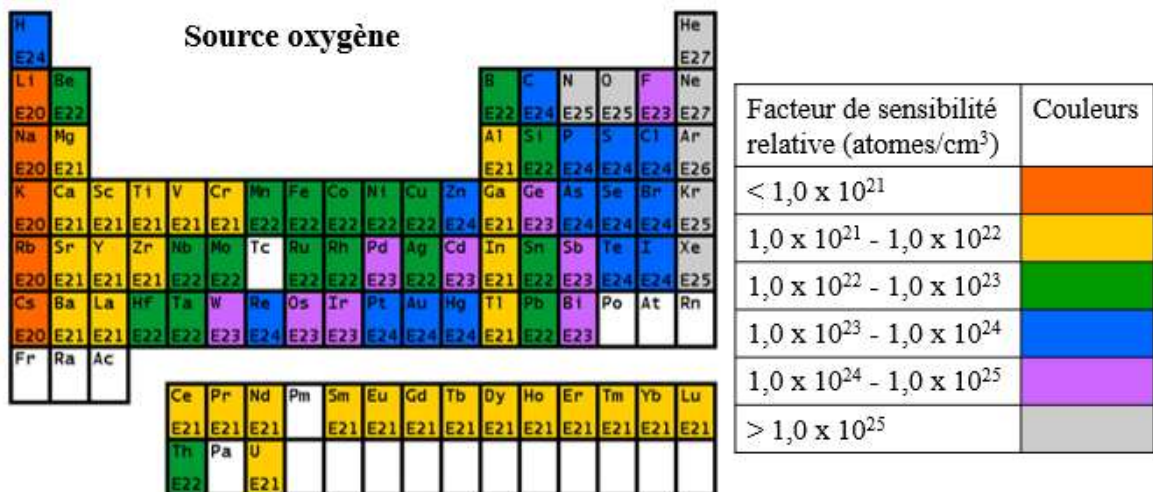 Source oxygène
H He
E24 E27
Li Be B C N O F Ne
E20 E22 E22 E24 E25 E25 E23 E27
Na Mg Al Si P S Cl Ar
E20 E21 E21 E22 E24 E24 E24 E26
K Ca Sc Ti V Cr Mn Fe Co Ni Cu Zn Ga Ge As Se Br Kr
E20 E21 E21 E21 E21 E21 E22 E22 E22 E22 E22 E24 E21 E23 E24 E24 E24 E25
Rb Sr Y Zr Nb Mo Tc Ru Rh Pd Ag Cd In Sn Sb Te I Xe
E20 E21 E21 E21 E22 E22 E22 E22 E23 E22 E23 E21 E22 E23 E24 E24 E25
Cs Ba La Hf Ta W Re Os Ir Pt Au Hg Tl Pb Bi Po At Rn
E20 E21 E21 E22 E22 E23 E24 E23 E23 E24 E24 E24 E21 E22 E23
Fr Ra Ac
Ce Pr Nd Pm Sm Eu Gd Tb Dy Ho Er Tm Yb Lu
E21 E21 E21 E21 E21 E21 E21 E21 E21 E21 E21 E21 E21
Th Pa U
E22 E21
Facteur de sensibilité Couleurs
relative (atomes/cm³)
< 1,0 x 10²¹
1,0 x 10²¹ - 1,0 x 10²²
1,0 x 10²² - 1,0 x 10²³
1,0 x 10²³ - 1,0 x 10²⁴
1,0 x 10²⁴ - 1,0 x 10²⁵
> 1,0 x 10²⁵